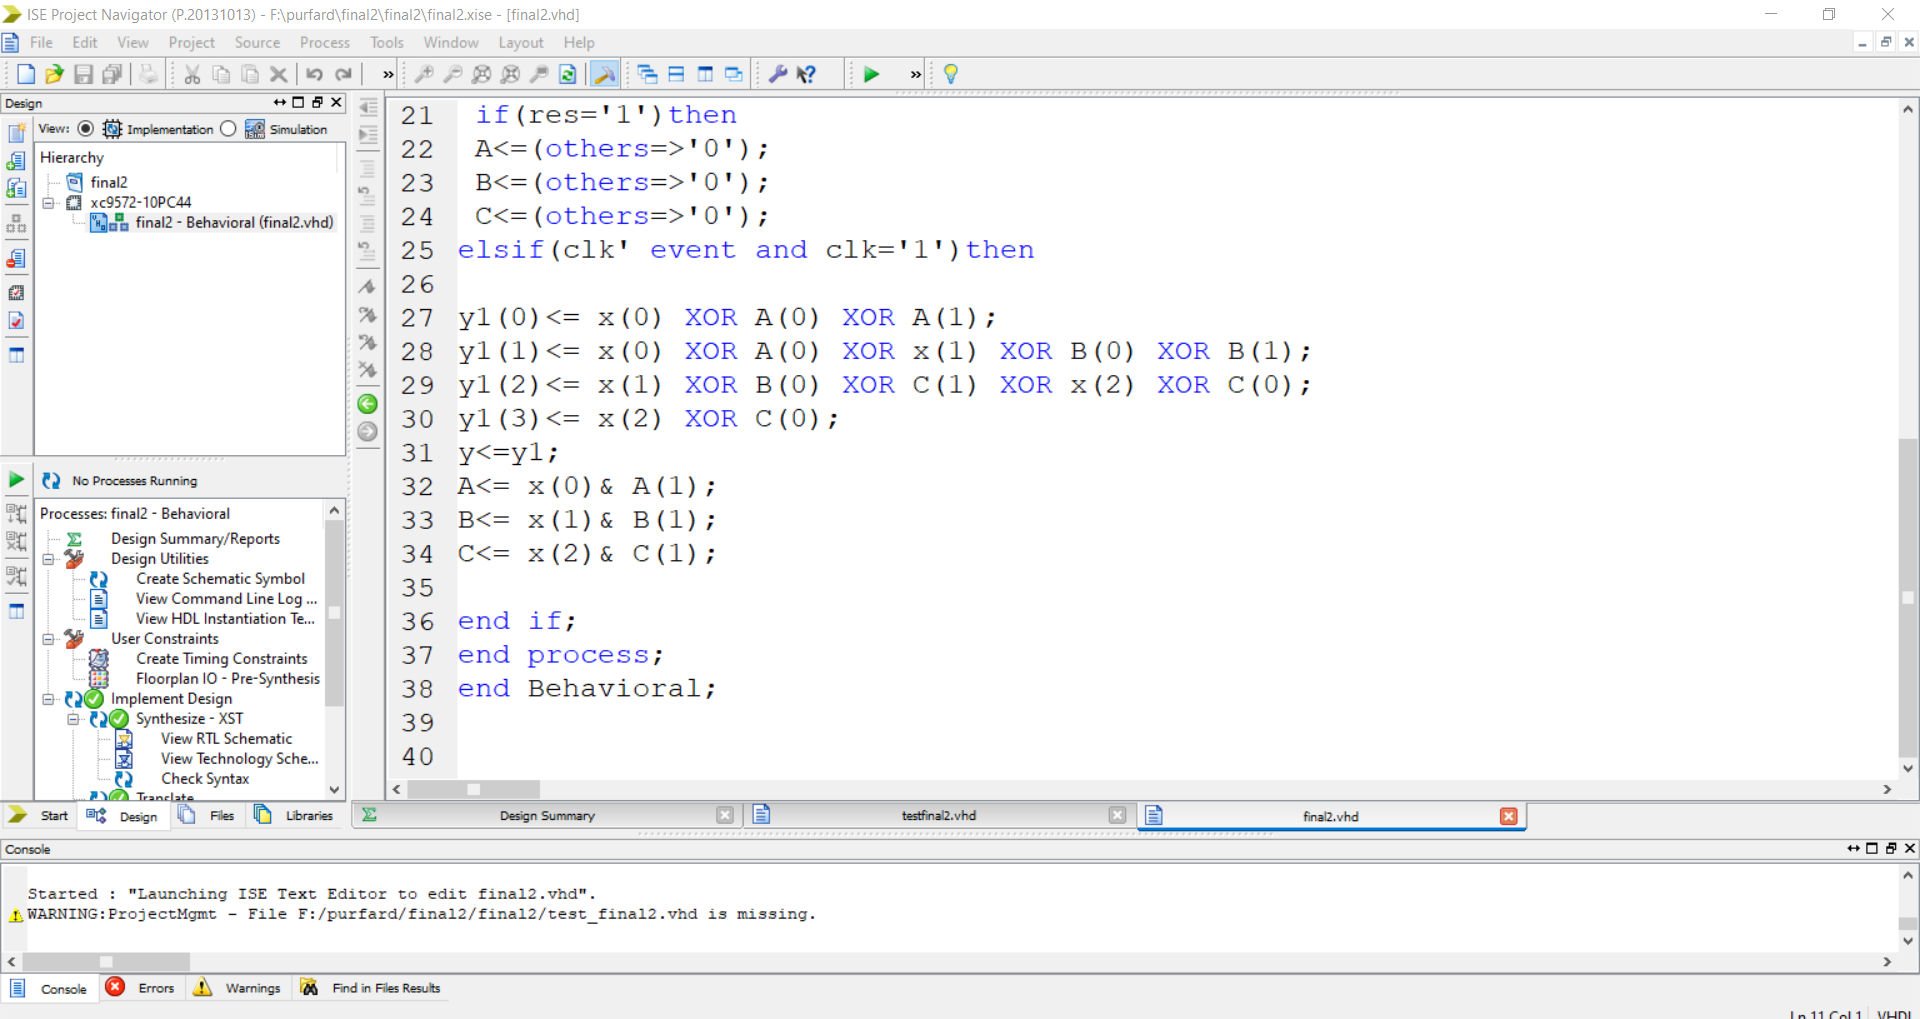 ISE Project Navigator (P.20131013) - F:\purfard\final2\final2\final2.xise - [final2.vhd]
File Edit View Project Source Process Tools Window Layout Help
Design
View: Implementation Simulation
Hierarchy
final2
xc9572-10PC44
final2 - Behavioral (final2.vhd)
No Processes Running
Processes: final2 - Behavioral
Design Summary/Reports
Design Utilities
Create Schematic Symbol
View Command Line Log ...
View HDL Instantiation Te...
User Constraints
Create Timing Constraints
Floorplan IO - Pre-Synthesis
Implement Design
Synthesize - XST
View RTL Schematic
View Technology Sche...
Check Syntax
Translate
Start Design Files Libraries
21 if(res='1')then
22 A<=(others=>'0');
23 B<=(others=>'0');
24 C<=(others=>'0');
25 elsif(clk' event and clk='1')then
26
27 y1(0)<= x(0) XOR A(0) XOR A(1);
28 y1(1)<= x(0) XOR A(0) XOR x(1) XOR B(0) XOR B(1);
29 y1(2)<= x(1) XOR B(0) XOR C(1) XOR x(2) XOR C(0);
30 y1(3)<= x(2) XOR C(0);
31 y<=y1;
32 A<= x(0)& A(1);
33 B<= x(1)& B(1);
34 C<= x(2)& C(1);
35
36 end if;
37 end process;
38 end Behavioral;
39
40
Design Summary testfinal2.vhd final2.vhd
Console
Started : "Launching ISE Text Editor to edit final2.vhd".
WARNING:ProjectMgmt - File F:/purfard/final2/final2/test_final2.vhd is missing.
Console Errors Warnings Find in Files Results
Ln 11 Col 1 VHDL